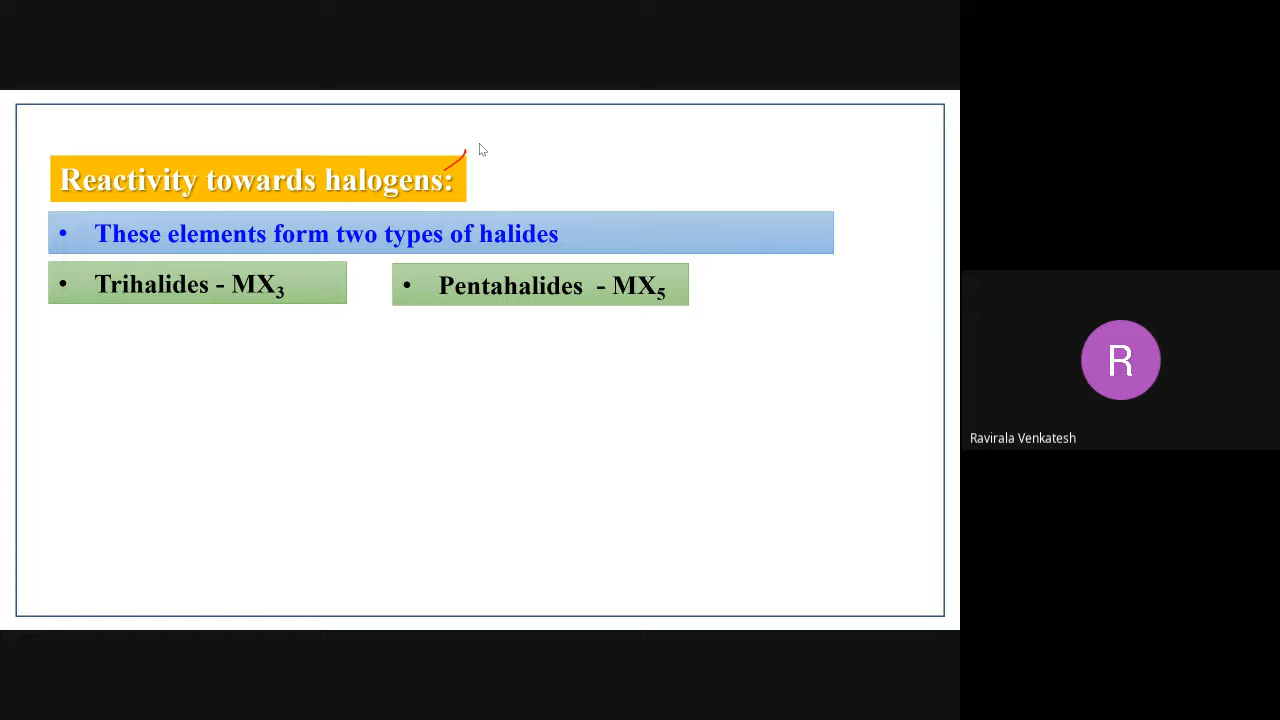 Reactivity towards halogens:
• These elements form two types of halides
• Trihalides - MX₃
• Pentahalides - MX₅
R
Ravirala Venkatesh